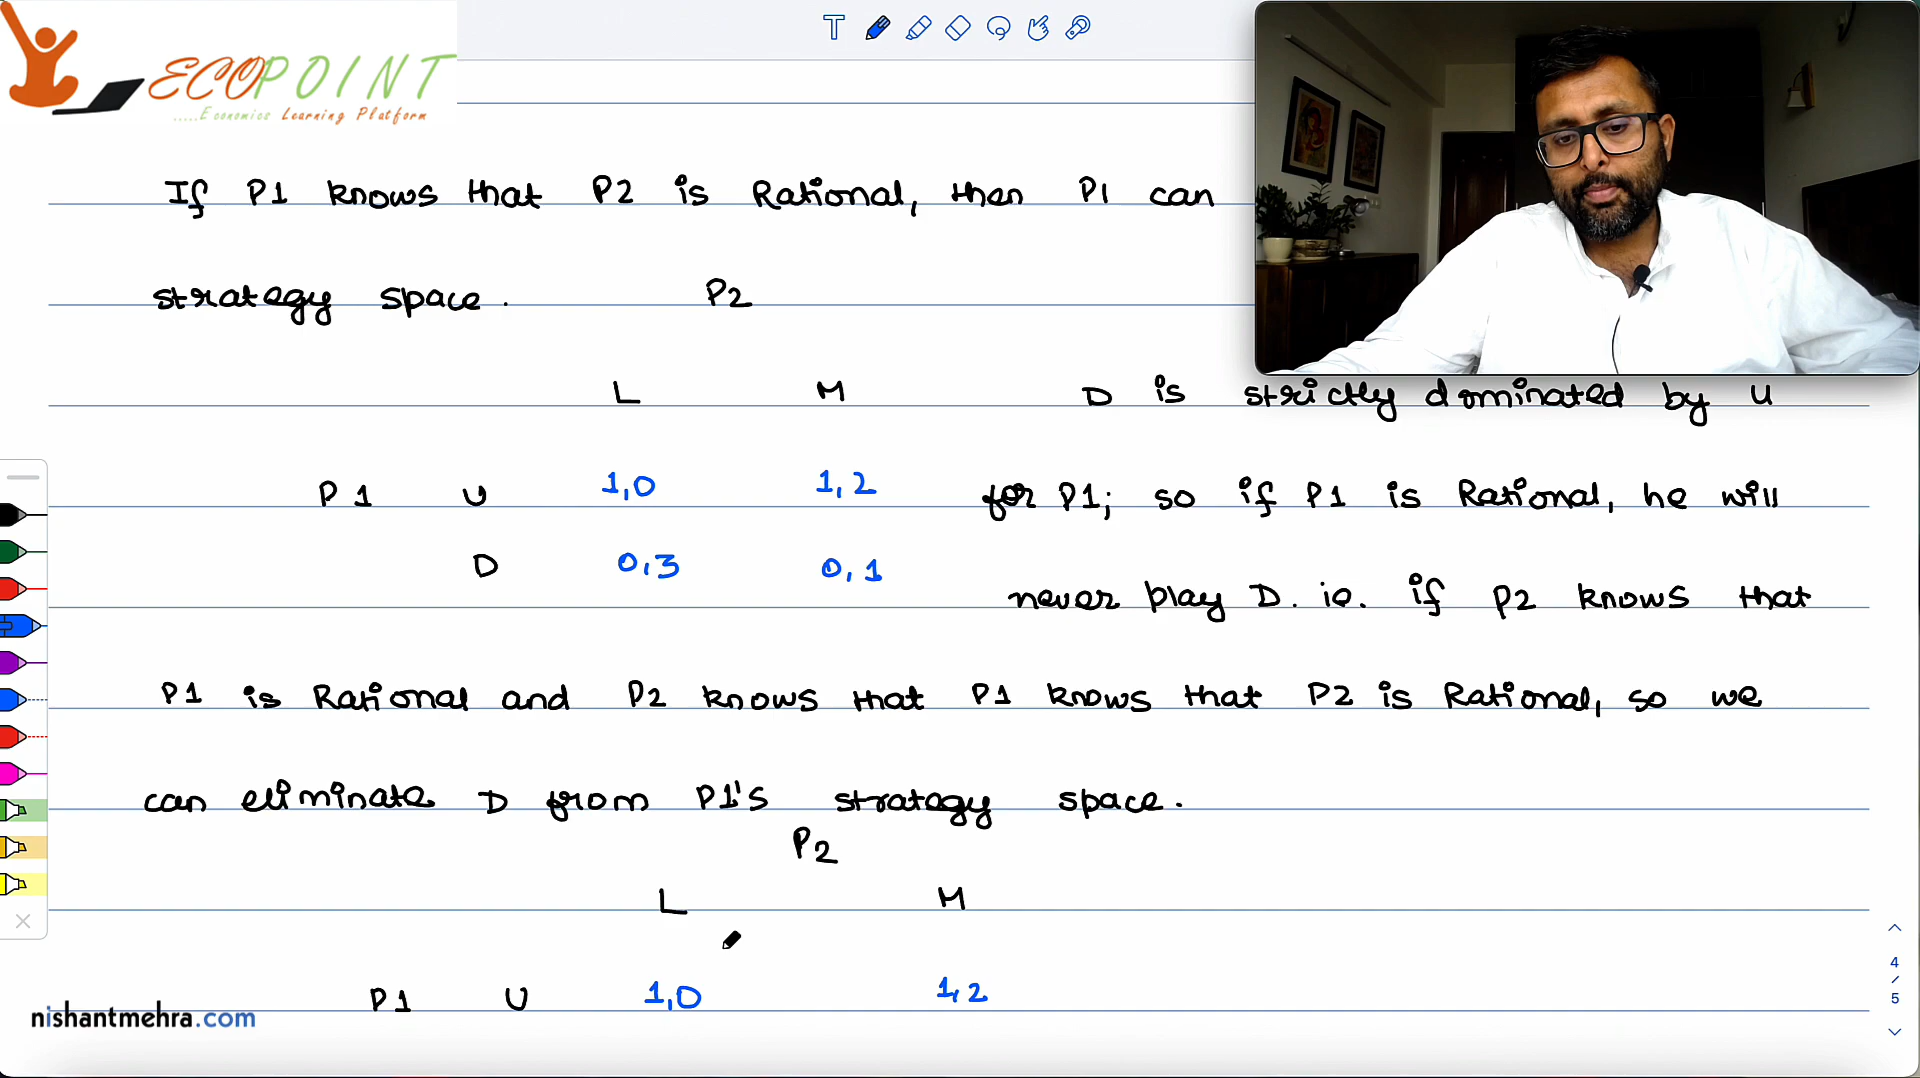 ECOPOINT
.....Economics Learning Platform
If P1 knows that P2 is Rational, then P1 can
strategy space.
P2
L M
D is strictly dominated by U
P1 U 1,0 1,2
for P1; so if P1 is Rational, he will
D 0,3 0,1
never play D. ie. if P2 knows that
P1 is Rational and P2 knows that P1 knows that P2 is Rational, so we
can eliminate D from P1's strategy space.
P2
L M
P1 U 1,0 1,2
nishantmehra.com
4
/
5